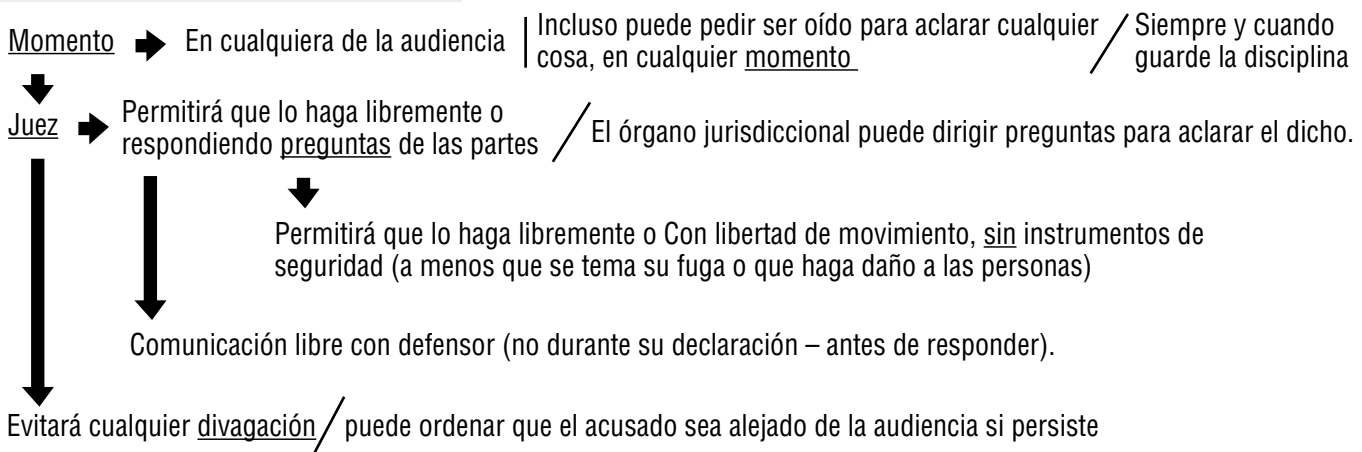 Momento En cualquiera de la audiencia Incluso puede pedir ser oído para aclarar cualquier Siempre y cuando
cosa, en cualquier momento guarde la disciplina
Juez Permitirá que lo haga libremente o
respondiendo preguntas de las partes El órgano jurisdiccional puede dirigir preguntas para aclarar el dicho.
Permitirá que lo haga libremente o Con libertad de movimiento, sin instrumentos de
seguridad (a menos que se tema su fuga o que haga daño a las personas)
Comunicación libre con defensor (no durante su declaración – antes de responder).
Evitará cualquier divagación / puede ordenar que el acusado sea alejado de la audiencia si persiste